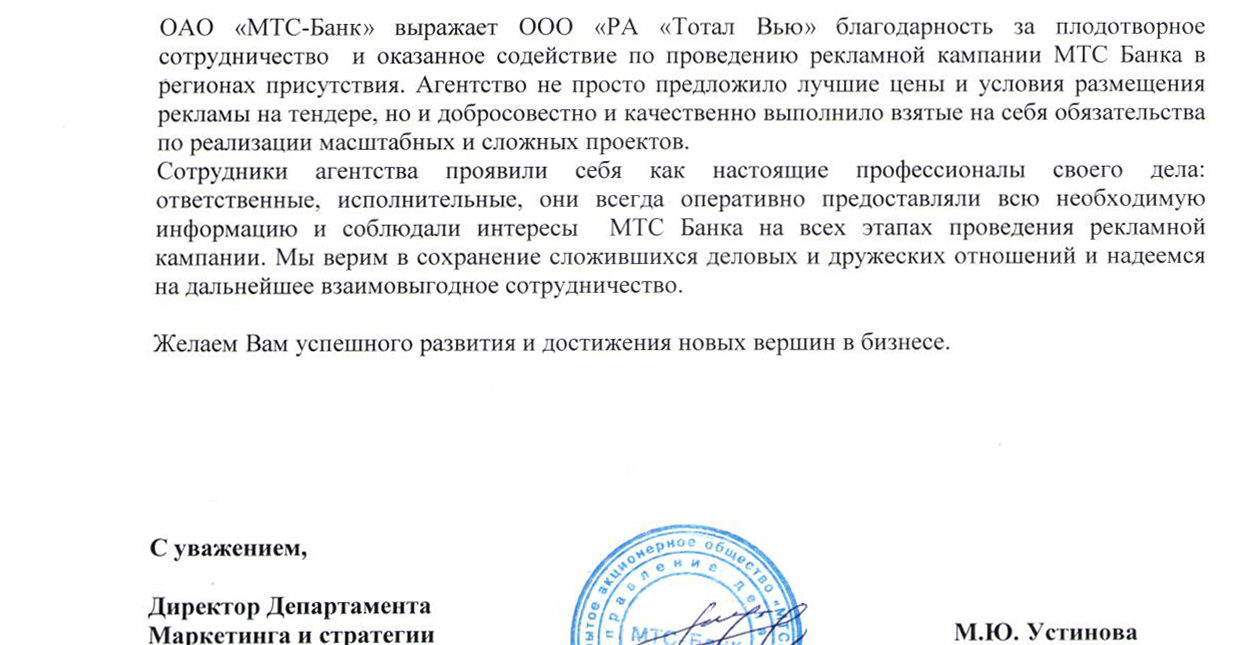 ОАО «МТС-Банк» выражает ООО «РА «Тотал Вью» благодарность за плодотворное
сотрудничество и оказанное содействие по проведению рекламной кампании МТС Банка в
регионах присутствия. Агентство не просто предложило лучшие цены и условия размещения
рекламы на тендере, но и добросовестно и качественно выполнило взятые на себя обязательства
по реализации масштабных и сложных проектов.
Сотрудники агентства проявили себя как настоящие профессионалы своего дела:
ответственные, исполнительные, они всегда оперативно предоставляли всю необходимую
информацию и соблюдали интересы МТС Банка на всех этапах проведения рекламной
кампании. Мы верим в сохранение сложившихся деловых и дружеских отношений и надеемся
на дальнейшее взаимовыгодное сотрудничество.
Желаем Вам успешного развития и достижения новых вершин в бизнесе.
С уважением,
Директор Департамента
Маркетинга и стратегии
М.Ю. Устинова
акционерное общество «МТС
МТС-Банк